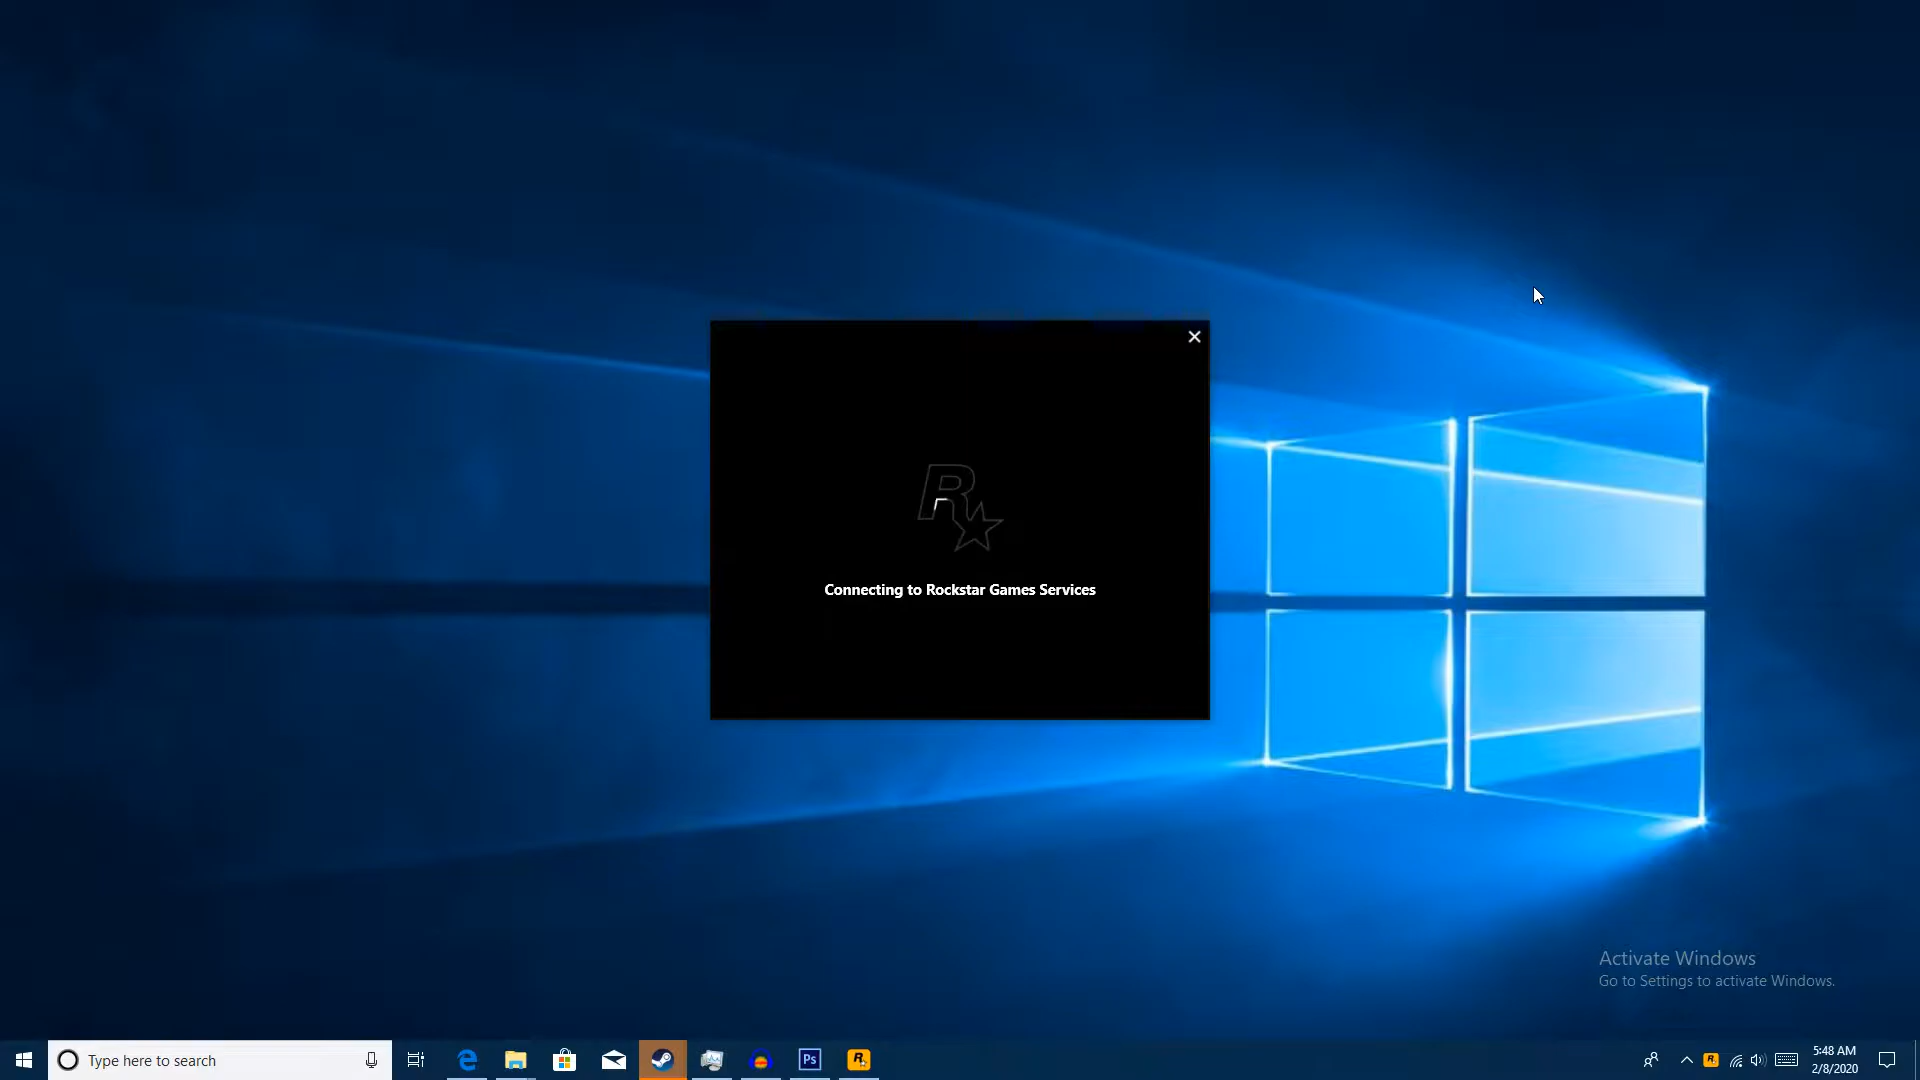 Connecting to Rockstar Games Services
Activate Windows
Go to Settings to activate Windows.
Type here to search
Ps
5:48 AM
2/8/2020